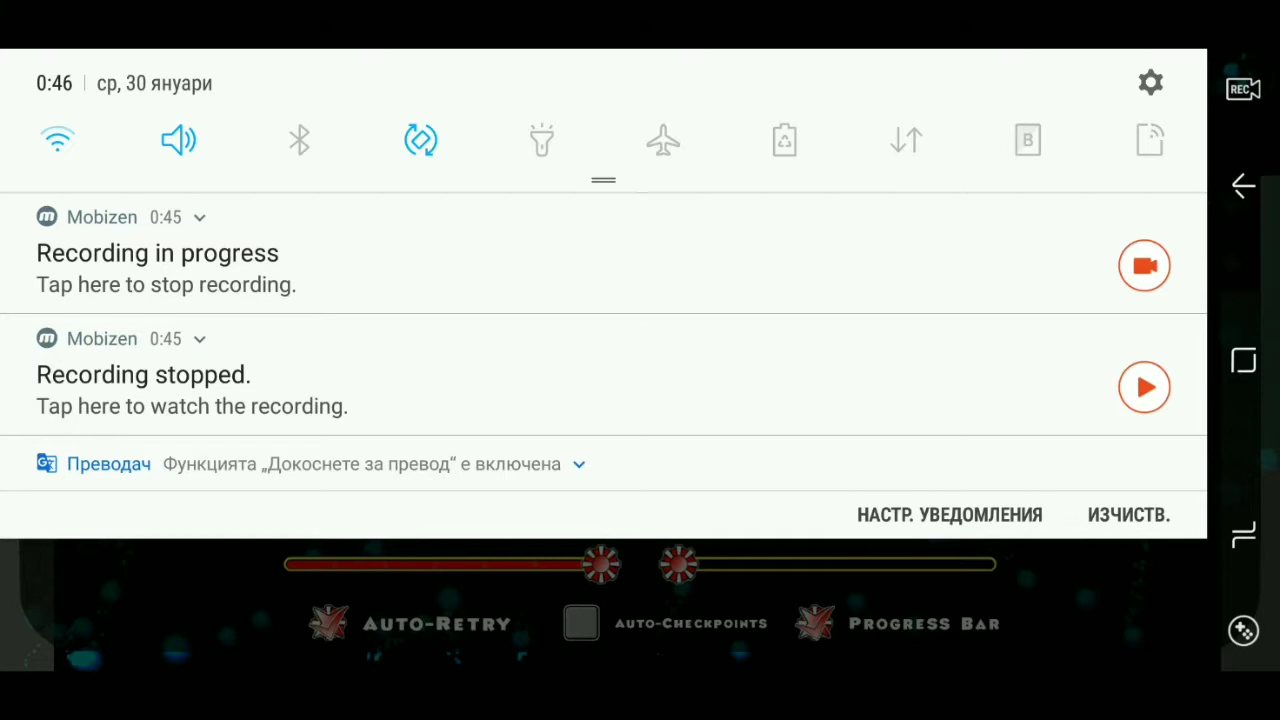 0:46 ср, 30 януари
REC
B
Mobizen 0:45
Recording in progress
Tap here to stop recording.
Mobizen 0:45
Recording stopped.
Tap here to watch the recording.
Преводач Функцията „Докоснете за превод“ е включена
НАСТР. УВЕДОМЛЕНИЯ ИЗЧИСТВ.
Auto-Retry Auto-Checkpoints Progress Bar